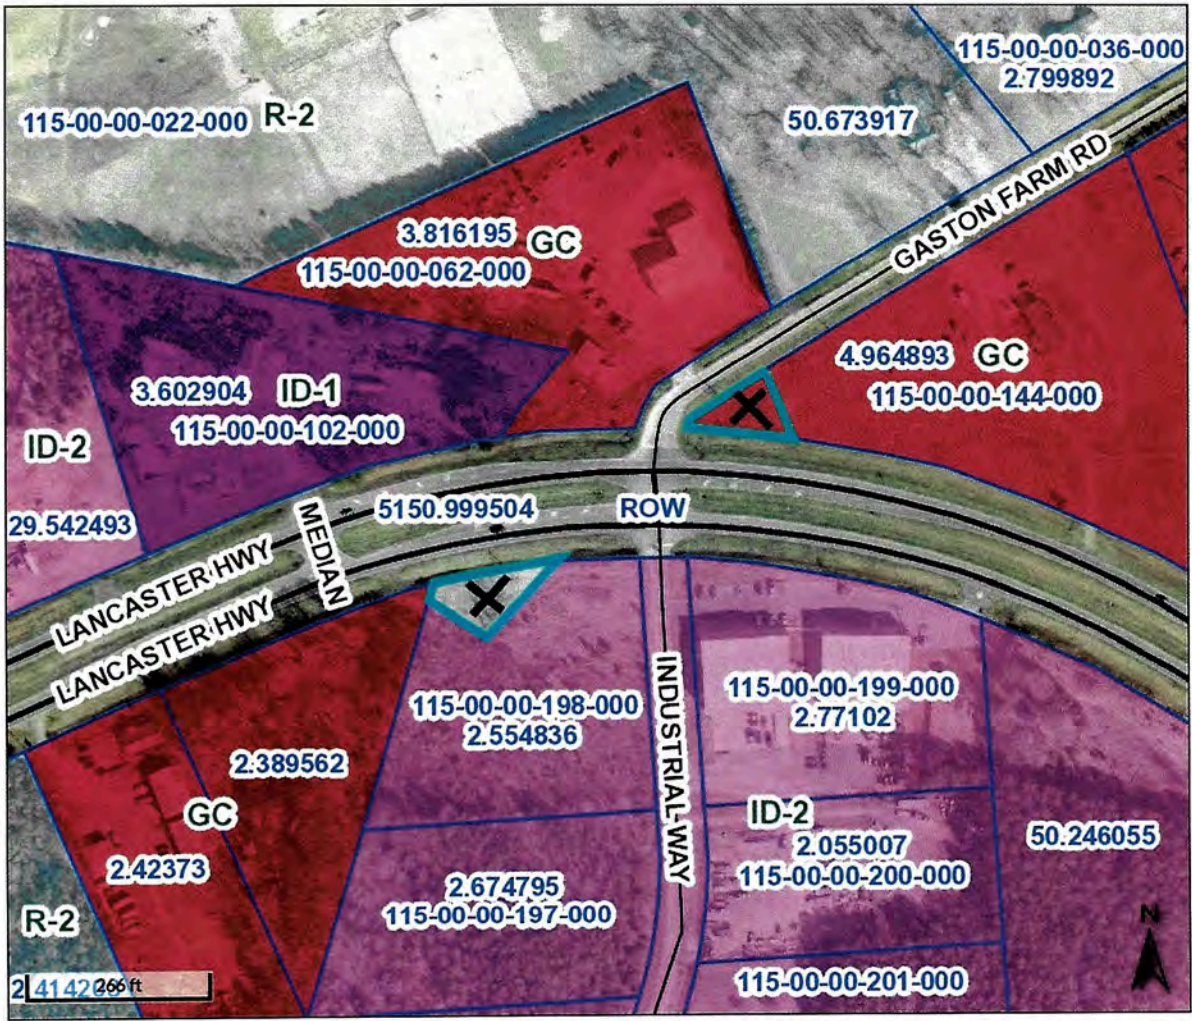 115-00-00-036-000
2.799892
115-00-00-022-000 R-2
50.673917
GASTON FARM RD
3.816195 GC
115-00-00-062-000
4.964893 GC
115-00-00-144-000
3.602904 ID-1
115-00-00-102-000
ID-2
29.542493
5150.999504
ROW
MEDIAN
LANCASTER HWY
LANCASTER HWY
115-00-00-198-000
2.554836
INDUSTRIAL WAY
115-00-00-199-000
2.77102
2.389562
GC
2.42373
ID-2
2.055007
115-00-00-200-000
50.246055
2.674795
115-00-00-197-000
R-2
N
115-00-00-201-000
266 ft